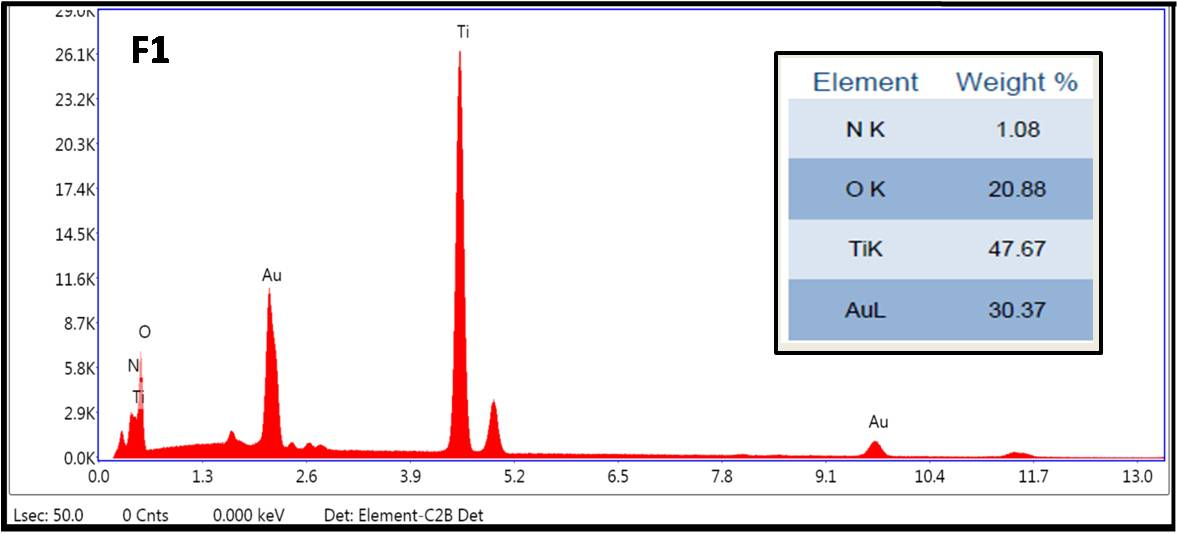 29.0K
F1
Ti
26.1K
23.2K
20.3K
17.4K
14.5K
11.6K
8.7K
5.8K
2.9K
0.0K
Au
O
N
Ti
Au
0.0 1.3 2.6 3.9 5.2 6.5 7.8 9.1 10.4 11.7 13.0
Element Weight %
N K 1.08
O K 20.88
TiK 47.67
AuL 30.37
Lsec: 50.0 0 Cnts 0.000 keV Det: Element-C2B Det